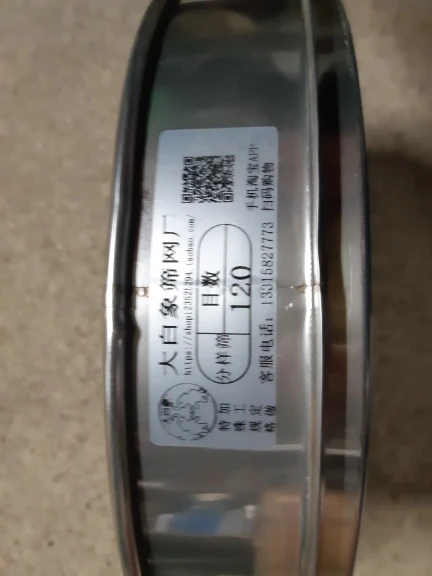 大白象筛网厂
https://shop123521294.taobao.com/
分样筛
目数
120
客服电话：13315827773
手机淘宝APP
扫码购物
特殊规格
加工定做